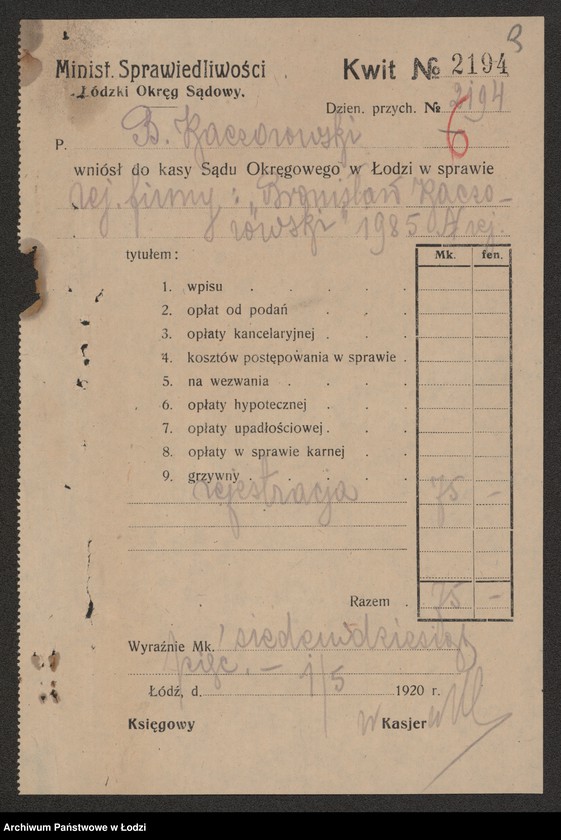 9
Minist. Sprawiedliwości
Łódzki Okręg Sądowy.
Kwit № 2194
Dzien. przych. № 2194
6
P. B. Kaczorowski
wniósł do kasy Sądu Okręgowego w Łodzi w sprawie
rej. firmy: „Bronisław Kaczo-
rowski" 1985 A rej.
tytułem:
Mk. fen.
1. wpisu
2. opłat od podań
3. opłaty kancelaryjnej
4. kosztów postępowania w sprawie
5. na wezwania
6. opłaty hypotecznej
7. opłaty upadłościowej
8. opłaty w sprawie karnej
9. grzywny
rejestracja 75 –
Razem 75 –
Wyraźnie Mk. siedemdziesiąt
pięć. –
Łódź, d. 1/5 1920 r.
Księgowy Kasjer
Archiwum Państwowe w Łodzi